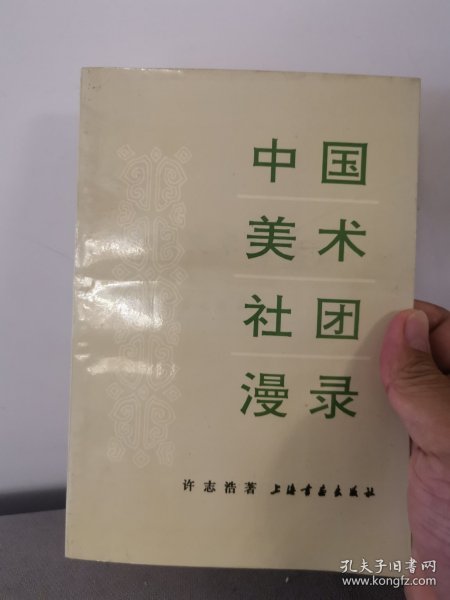 中国
美术
社团
漫录
许志浩著 上海书画出版社
孔夫子旧书网
www.kongfz.com